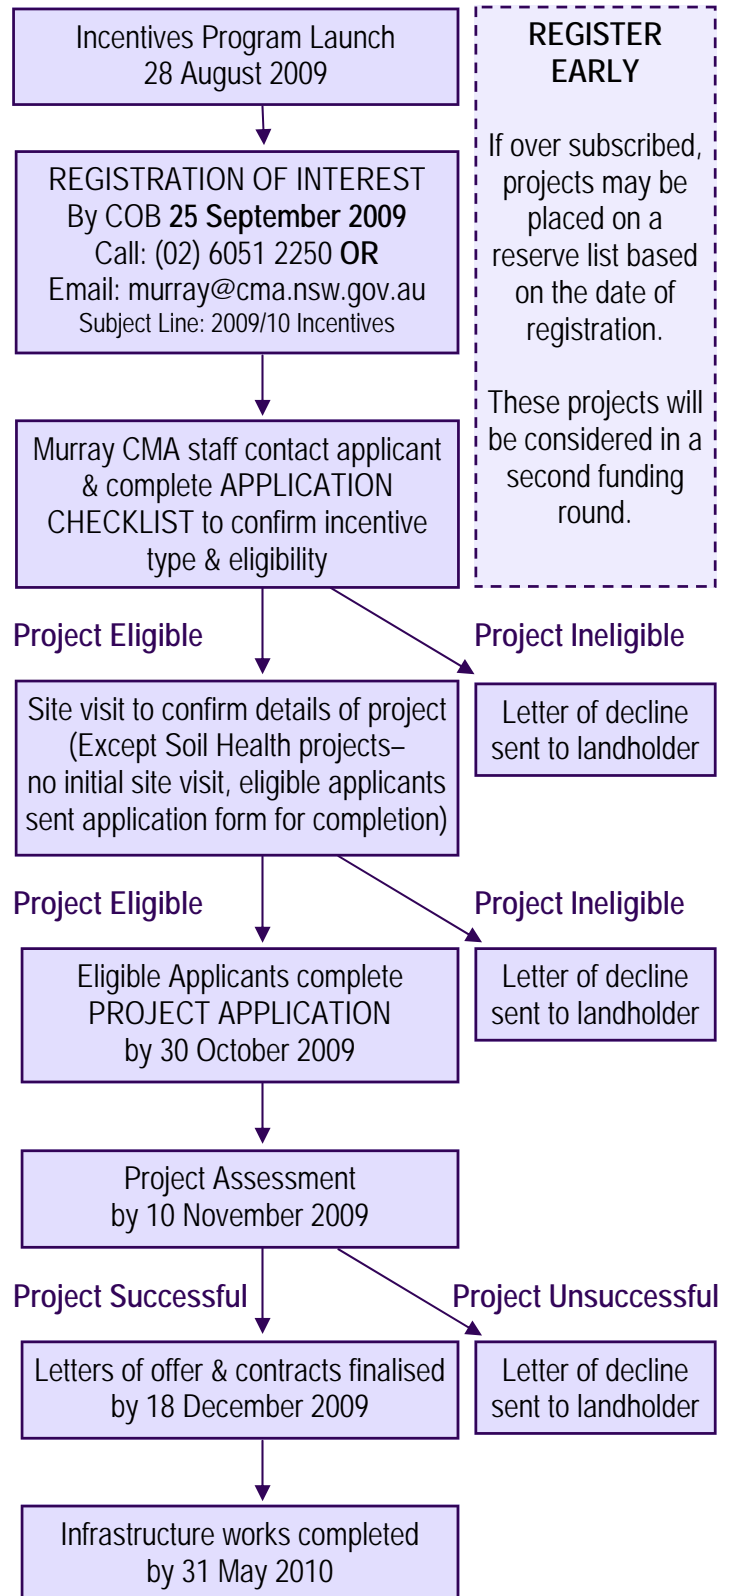 Incentives Program Launch
28 August 2009
REGISTER
EARLY
If over subscribed,
projects may be
placed on a
reserve list based
on the date of
registration.
These projects will
be considered in a
second funding
round.
REGISTRATION OF INTEREST
By COB 25 September 2009
Call: (02) 6051 2250 OR
Email: murray@cma.nsw.gov.au
Subject Line: 2009/10 Incentives
Murray CMA staff contact applicant
& complete APPLICATION
CHECKLIST to confirm incentive
type & eligibility
Project Eligible
Project Ineligible
Site visit to confirm details of project
(Except Soil Health projects–
no initial site visit, eligible applicants
sent application form for completion)
Letter of decline
sent to landholder
Project Eligible
Project Ineligible
Eligible Applicants complete
PROJECT APPLICATION
by 30 October 2009
Letter of decline
sent to landholder
Project Assessment
by 10 November 2009
Project Successful
Project Unsuccessful
Letters of offer & contracts finalised
by 18 December 2009
Letter of decline
sent to landholder
Infrastructure works completed
by 31 May 2010